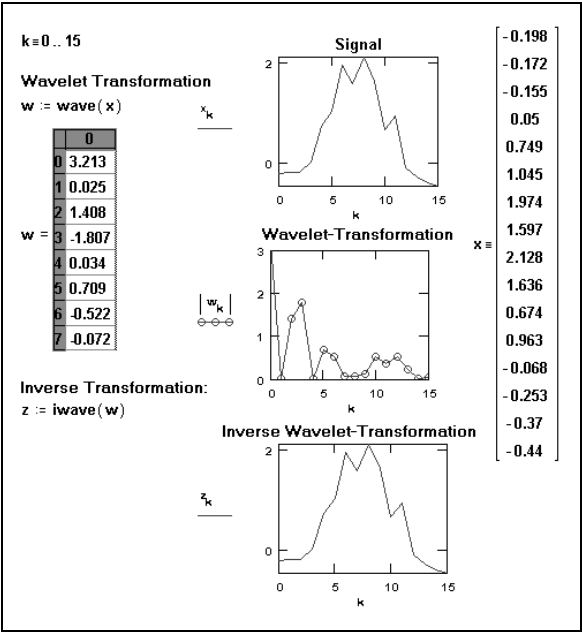 k≡0 .. 15
Wavelet Transformation
w := wave(x)
w =
0
0 3.213
1 0.025
2 1.408
3 -1.807
4 0.034
5 0.709
6 -0.522
7 -0.072
Inverse Transformation:
z := iwave(w)
Signal
x k
2
0
0 5 10 15
k
Wavelet-Transformation
| w k |
3
2
1
0
0 5 10 15
k
Inverse Wavelet-Transformation
z k
2
0
0 5 10 15
k
x ≡
-0.198
-0.172
-0.155
0.05
0.749
1.045
1.974
1.597
2.128
1.636
0.674
0.963
-0.068
-0.253
-0.37
-0.44